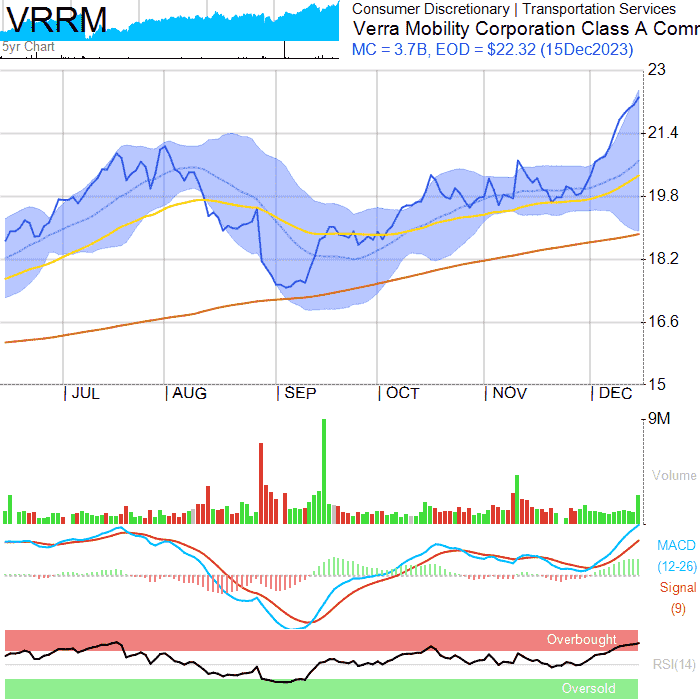 VRRM
5yr Chart
Consumer Discretionary | Transportation Services
Verra Mobility Corporation Class A Comm
MC = 3.7B, EOD = $22.32 (15Dec2023)
23
21.4
19.8
18.2
16.6
15
JUL AUG SEP OCT NOV DEC
9M
Volume
MACD
(12-26)
Signal
(9)
Overbought
RSI(14)
Oversold